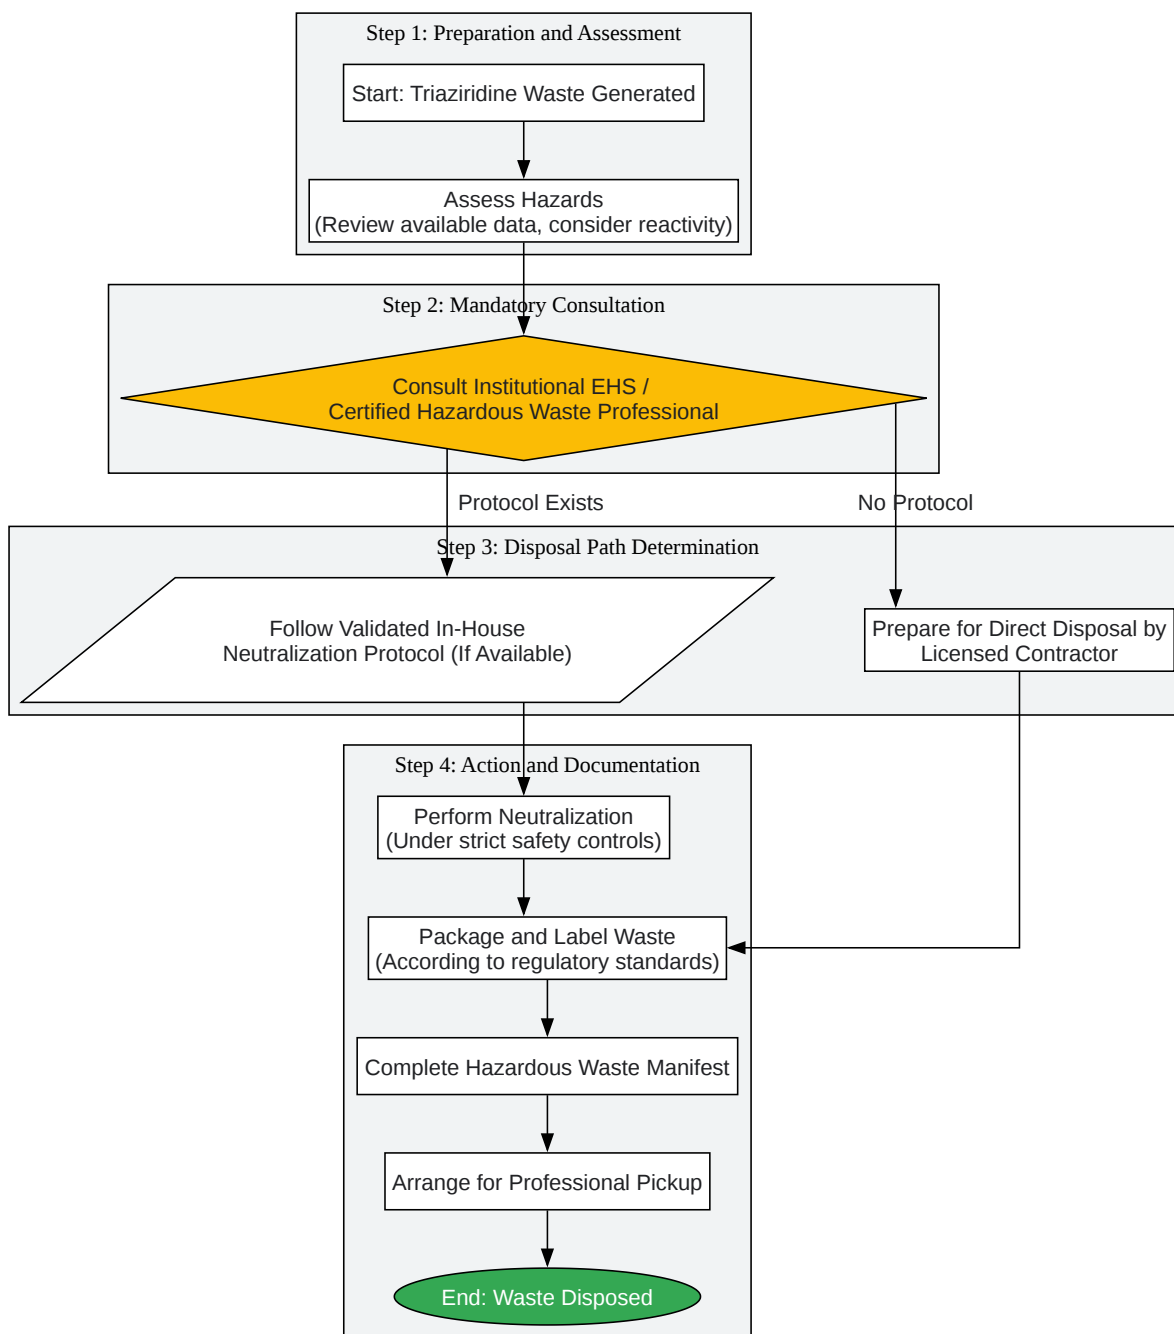 Step 1: Preparation and Assessment
Start: Triaziridine Waste Generated
Assess Hazards
(Review available data, consider reactivity)
Step 2: Mandatory Consultation
Consult Institutional EHS /
Certified Hazardous Waste Professional
Protocol Exists
No Protocol
Step 3: Disposal Path Determination
Follow Validated In-House
Neutralization Protocol (If Available)
Prepare for Direct Disposal by
Licensed Contractor
Step 4: Action and Documentation
Perform Neutralization
(Under strict safety controls)
Package and Label Waste
(According to regulatory standards)
Complete Hazardous Waste Manifest
Arrange for Professional Pickup
End: Waste Disposed